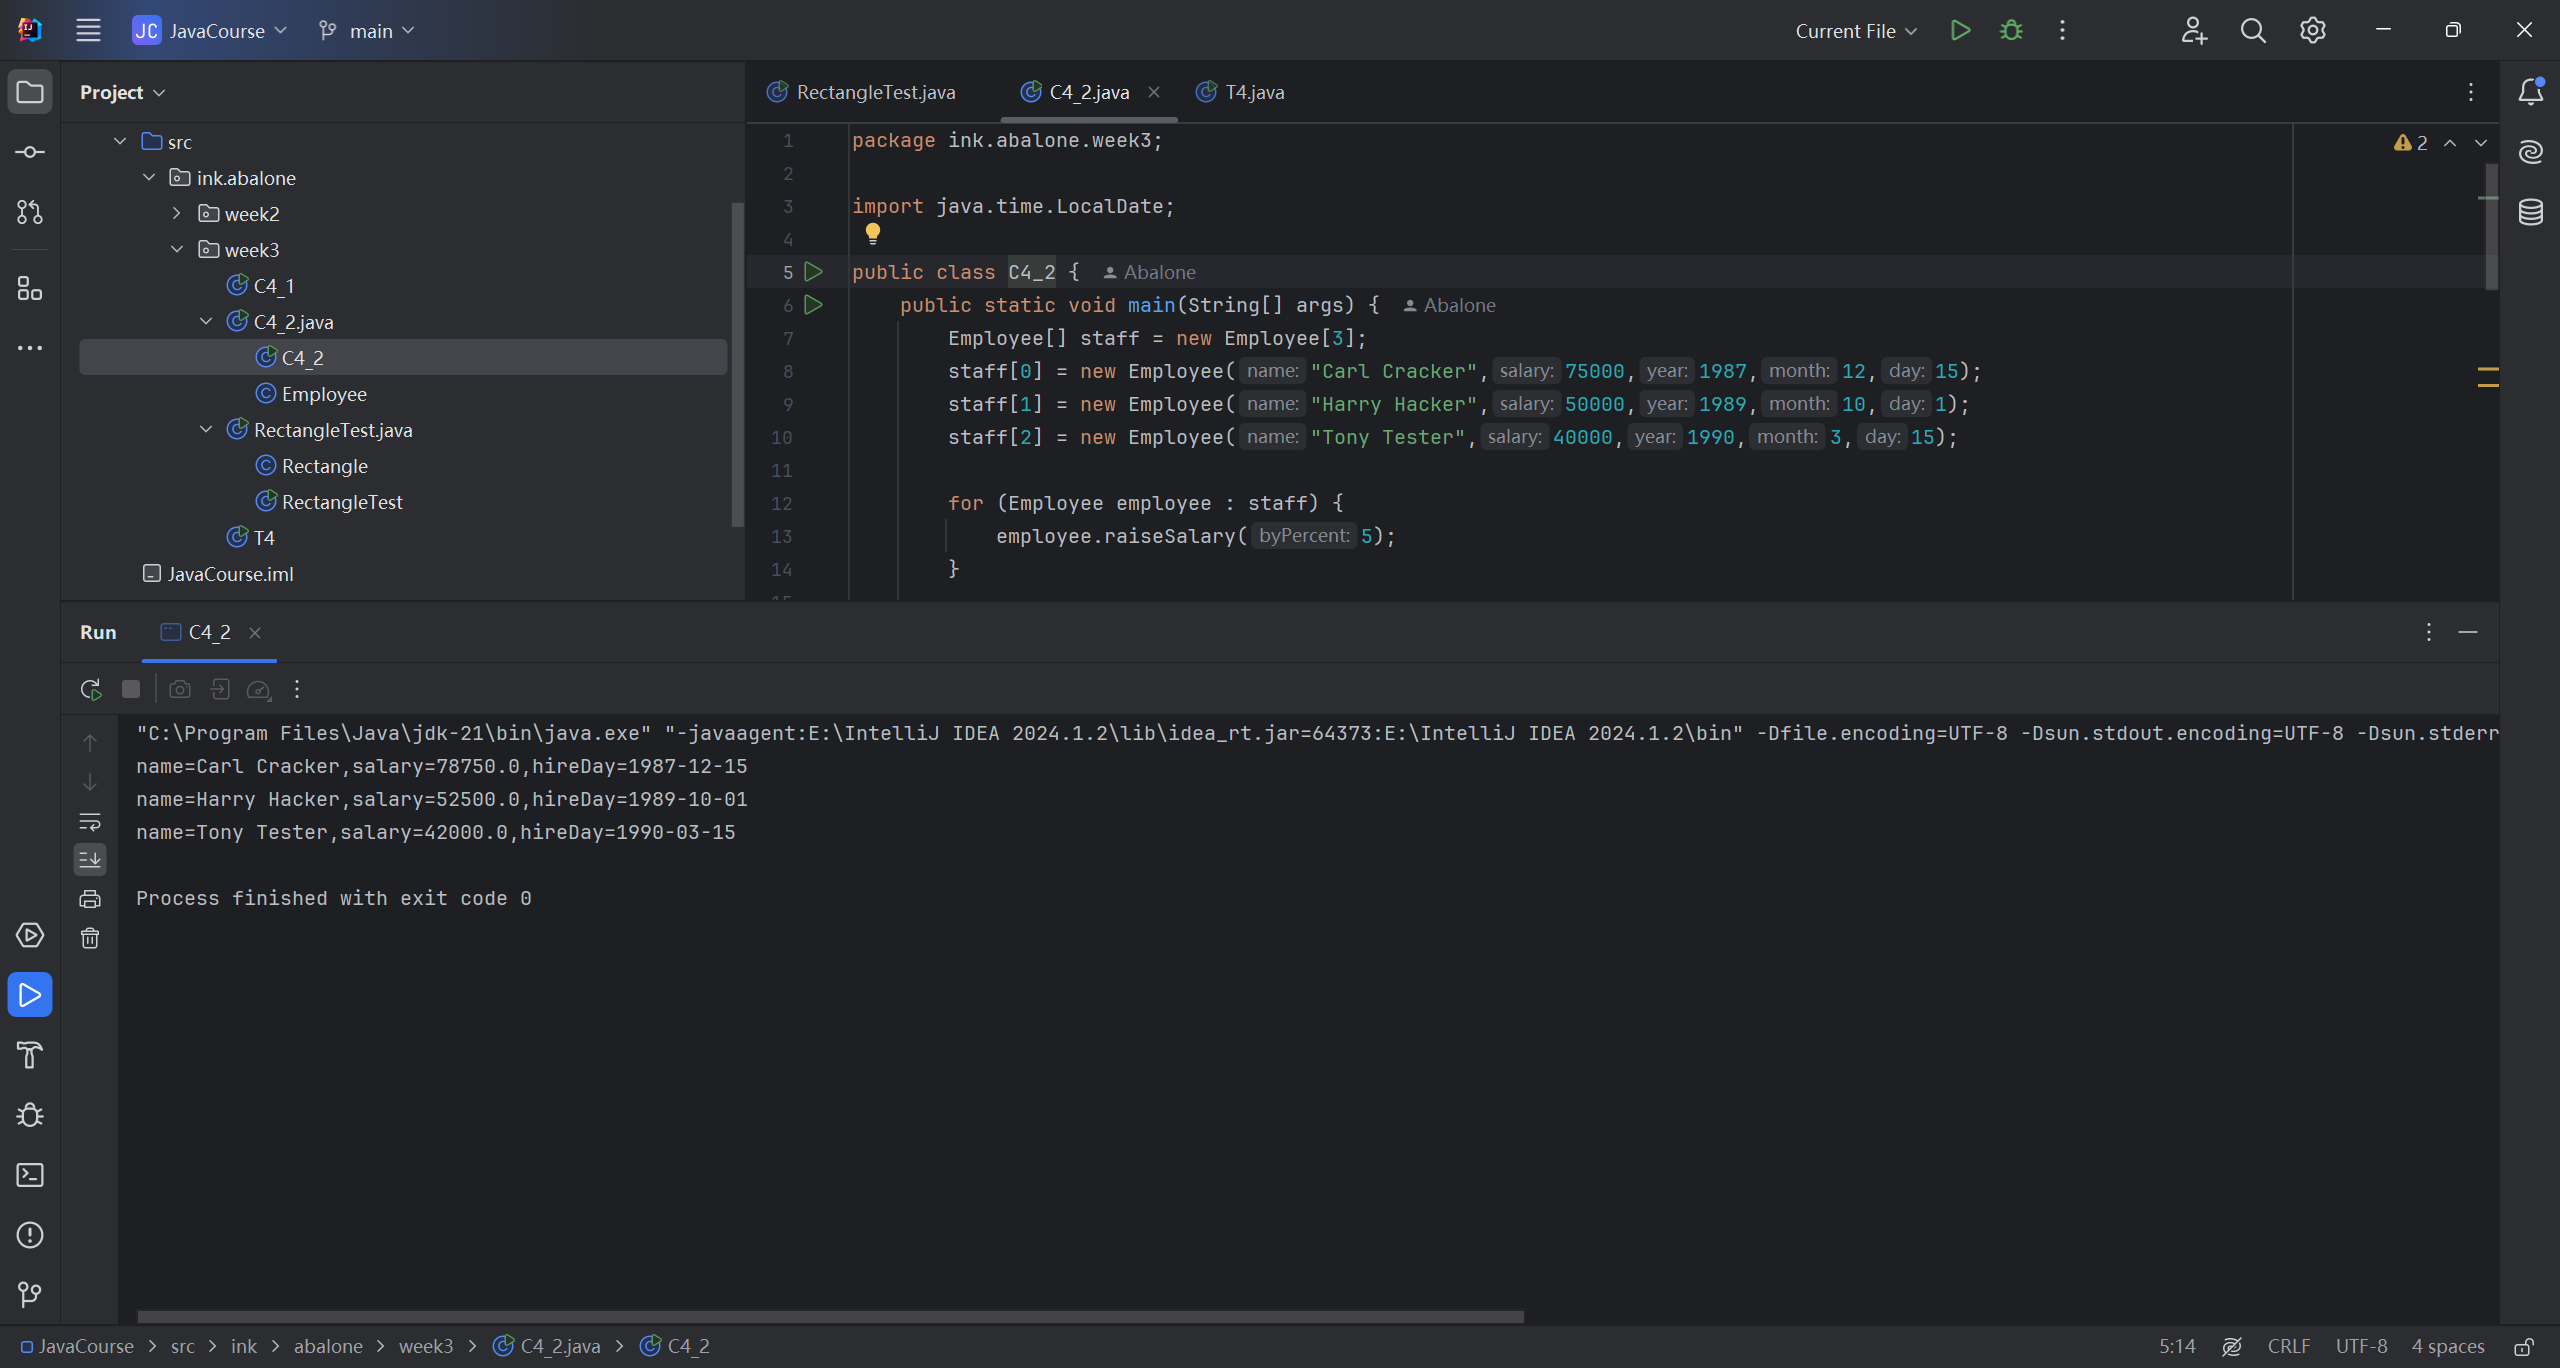 JC JavaCourse main Current File
Project
src
ink.abalone
week2
week3
C4_1
C4_2.java
C4_2
Employee
RectangleTest.java
Rectangle
RectangleTest
T4
JavaCourse.iml
RectangleTest.java C4_2.java T4.java
2
1 package ink.abalone.week3;
2
3 import java.time.LocalDate;
4
5 public class C4_2 { Abalone
6 public static void main(String[] args) { Abalone
7 Employee[] staff = new Employee[3];
8 staff[0] = new Employee( name: "Carl Cracker", salary: 75000, year: 1987, month: 12, day: 15);
9 staff[1] = new Employee( name: "Harry Hacker", salary: 50000, year: 1989, month: 10, day: 1);
10 staff[2] = new Employee( name: "Tony Tester", salary: 40000, year: 1990, month: 3, day: 15);
11
12 for (Employee employee : staff) {
13 employee.raiseSalary( byPercent: 5);
14 }
Run C4_2
"C:\Program Files\Java\jdk-21\bin\java.exe" "-javaagent:E:\IntelliJ IDEA 2024.1.2\lib\idea_rt.jar=64373:E:\IntelliJ IDEA 2024.1.2\bin" -Dfile.encoding=UTF-8 -Dsun.stdout.encoding=UTF-8 -Dsun.stderr
name=Carl Cracker,salary=78750.0,hireDay=1987-12-15
name=Harry Hacker,salary=52500.0,hireDay=1989-10-01
name=Tony Tester,salary=42000.0,hireDay=1990-03-15
Process finished with exit code 0
JavaCourse > src > ink > abalone > week3 > C4_2.java > C4_2 5:14 CRLF UTF-8 4 spaces